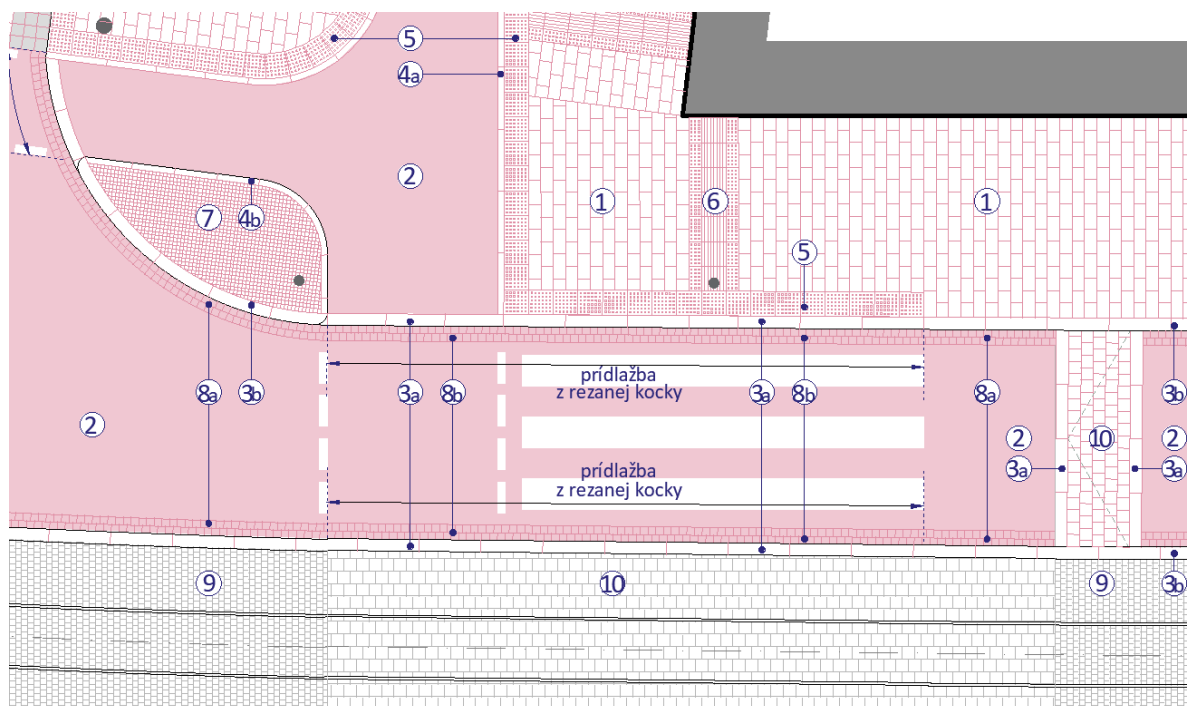 5
4a
2
1
6
1
7
4b
5
prídlažba
z rezanej kocky
8a
3b
3a
8b
3a
8b
8a
3b
2
2
10
2
3a
3a
prídlažba
z rezanej kocky
9
10
9
3b